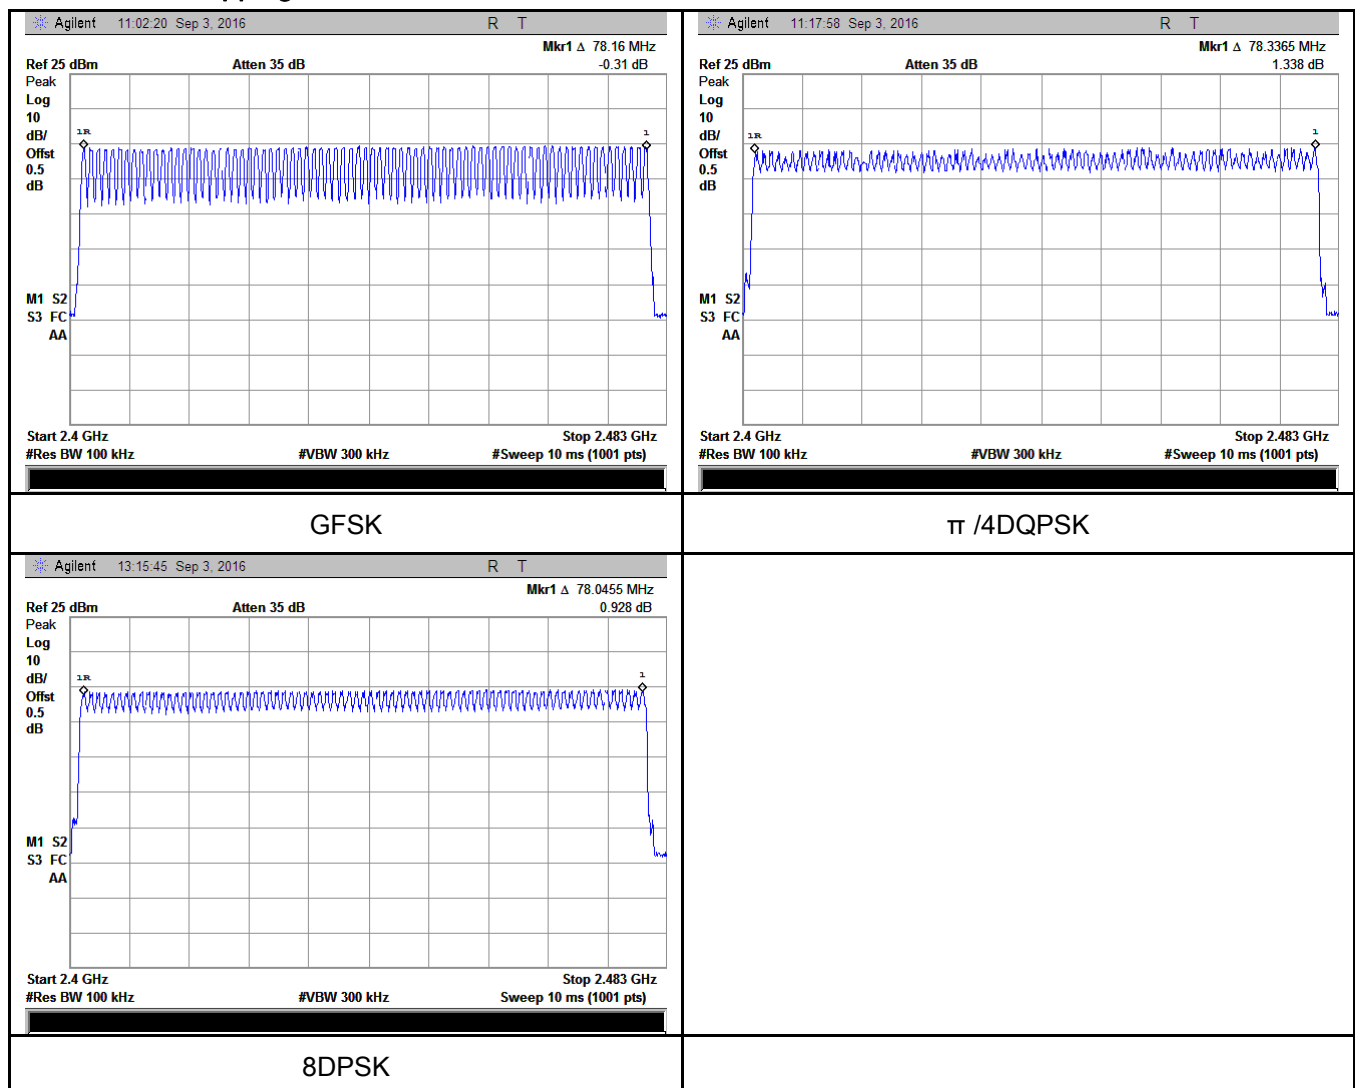 Agilent 11:02:20 Sep 3, 2016 R T
Mkr1 Δ 78.16 MHz
Ref 25 dBm Atten 35 dB -0.31 dB
Peak
Log
10
dB/
Offst
0.5
dB
1R
1
M1 S2
S3 FC
AA
Start 2.4 GHz Stop 2.483 GHz
#Res BW 100 kHz #VBW 300 kHz #Sweep 10 ms (1001 pts)
Agilent 11:17:58 Sep 3, 2016 R T
Mkr1 Δ 78.3365 MHz
Ref 25 dBm Atten 35 dB 1.338 dB
Peak
Log
10
dB/
Offst
0.5
dB
1R
1
M1 S2
S3 FC
AA
Start 2.4 GHz Stop 2.483 GHz
#Res BW 100 kHz #VBW 300 kHz #Sweep 10 ms (1001 pts)
GFSK
π /4DQPSK
Agilent 13:15:45 Sep 3, 2016 R T
Mkr1 Δ 78.0455 MHz
Ref 25 dBm Atten 35 dB 0.928 dB
Peak
Log
10
dB/
Offst
0.5
dB
1R
1
M1 S2
S3 FC
AA
Start 2.4 GHz Stop 2.483 GHz
#Res BW 100 kHz #VBW 300 kHz Sweep 10 ms (1001 pts)
8DPSK